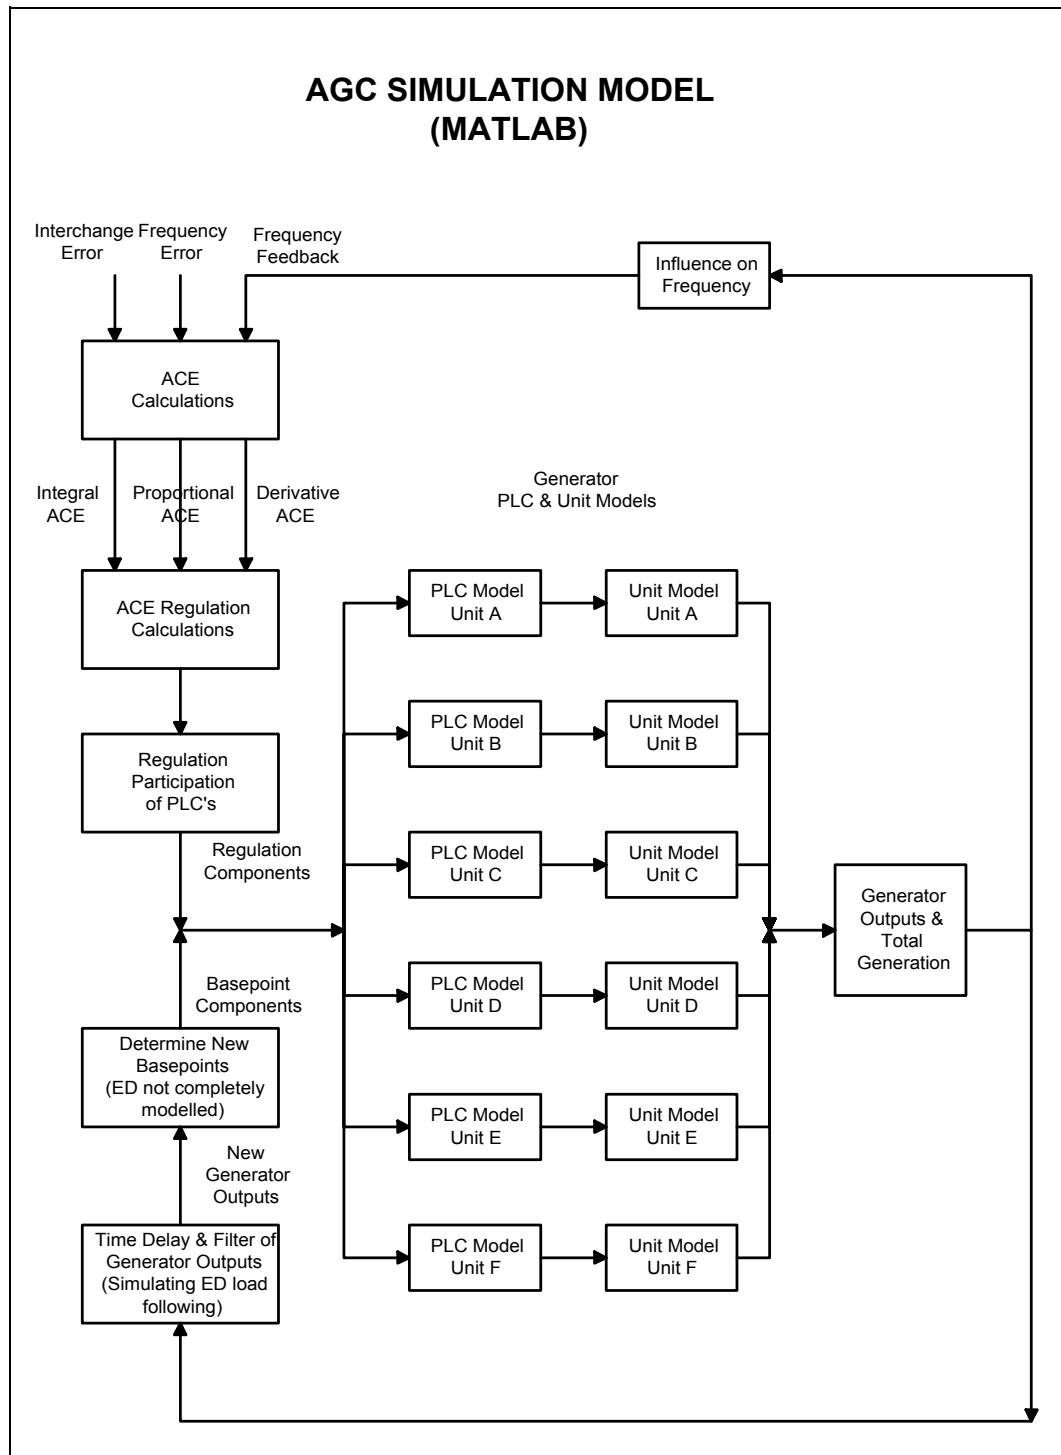 AGC SIMULATION MODEL
(MATLAB)
Interchange
Error
Frequency
Error
Frequency
Feedback
Influence on
Frequency
ACE
Calculations
Integral
ACE
Proportional
ACE
Derivative
ACE
Generator
PLC & Unit Models
ACE Regulation
Calculations
PLC Model
Unit A
Unit Model
Unit A
Regulation
Participation
of PLC's
PLC Model
Unit B
Unit Model
Unit B
Regulation
Components
PLC Model
Unit C
Unit Model
Unit C
Generator
Outputs &
Total
Generation
Basepoint
Components
PLC Model
Unit D
Unit Model
Unit D
Determine New
Basepoints
(ED not completely
modelled)
PLC Model
Unit E
Unit Model
Unit E
New
Generator
Outputs
Time Delay & Filter of
Generator Outputs
(Simulating ED load
following)
PLC Model
Unit F
Unit Model
Unit F